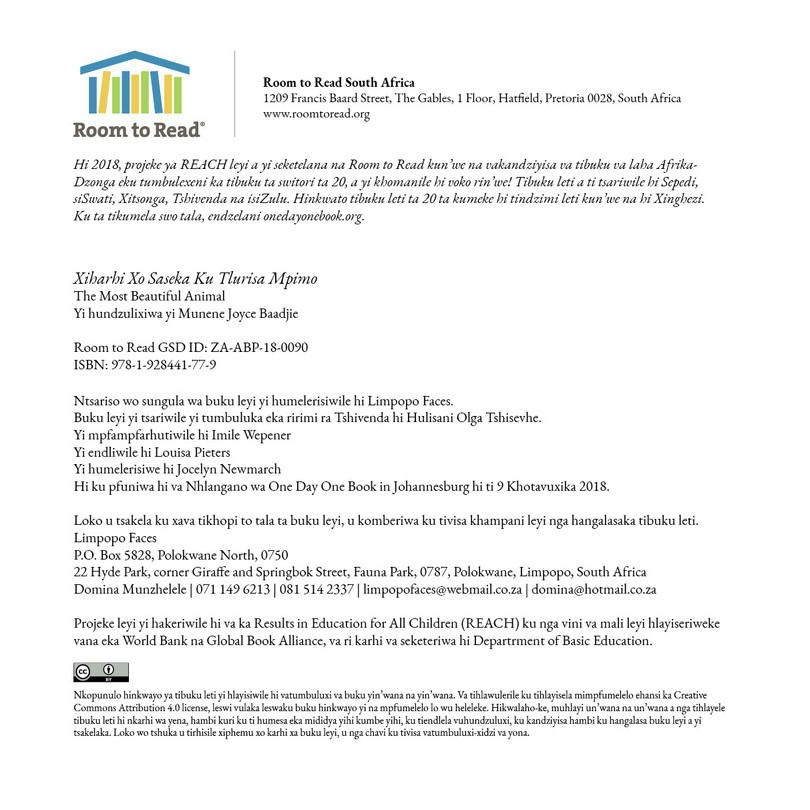 Room to Read®
Room to Read South Africa
1209 Francis Baard Street, The Gables, 1 Floor, Hatfield, Pretoria 0028, South Africa
www.roomtoread.org
Hi 2018, projeke ya REACH leyi a yi seketelana na Room to Read kun'we na vakandziyisa va tibuku va laha Afrika-
Dzonga eku tumbulexeni ka tibuku ta switori ta 20, a yi khomanile hi voko rin'we! Tibuku leti a ti tsariwile hi Sepedi,
siSwati, Xitsonga, Tshivenda na isiZulu. Hinkwato tibuku leti ta 20 ta kumeke hi tindzimi leti kun'we na hi Xinghezi.
Ku ta tikumela swo tala, endzelani onedayonebook.org.
Xiharhi Xo Saseka Ku Tlurisa Mpimo
The Most Beautiful Animal
Yi hundzulixiwa yi Munene Joyce Baadjie
Room to Read GSD ID: ZA-ABP-18-0090
ISBN: 978-1-928441-77-9
Ntsariso wo sungula wa buku leyi yi humelerisiwile hi Limpopo Faces.
Buku leyi yi tsariwile yi tumbuluka eka ririmi ra Tshivenda hi Hulisani Olga Tshisevhe.
Yi mpfampfarhutiwile hi Imile Wepener
Yi endliwile hi Louisa Pieters
Yi humelerisiwe hi Jocelyn Newmarch
Hi ku pfuniwa hi va Nhlangano wa One Day One Book in Johannesburg hi ti 9 Khotavuxika 2018.
Loko u tsakela ku xava tikhopi to tala ta buku leyi, u komberiwa ku tivisa khampani leyi nga hangalasaka tibuku leti.
Limpopo Faces
P.O. Box 5828, Polokwane North, 0750
22 Hyde Park, corner Giraffe and Springbok Street, Fauna Park, 0787, Polokwane, Limpopo, South Africa
Domina Munzhelele | 071 149 6213 | 081 514 2337 | limpopofaces@webmail.co.za | domina@hotmail.co.za
Projeke leyi yi hakeriwile hi va ka Results in Education for All Children (REACH) ku nga vini va mali leyi hlayiseriweke
vana eka World Bank na Global Book Alliance, va ri karhi va seketeriwa hi Deparrtment of Basic Education.
cc BY
Nkopunulo hinkwayo ya tibuku leti yi hlayisiwile hi vatumbuluxi va buku yin'wana na yin'wana. Va tihlawulerile ku tihlayisela mimpfumelelo ehansi ka Creative
Commons Attribution 4.0 license, leswi vulaka leswaku buku hinkwayo yi na mpfumelelo lo wu heleleke. Hikwalaho-ke, muhlayi un'wana na un'wana a nga tihlayele
tibuku leti hi nkarhi wa yena, hambi kuri ku ti humesa eka mididya yihi kumbe yihi, ku tiendlela vuhundzuluxi, ku kandziyisa hambi ku hangalasa buku leyi a yi
tsakelaka. Loko wo tshuka u tirhisile xiphemu xo karhi xa buku leyi, u nga chavi ku tivisa vatumbuluxi-xidzi va yona.